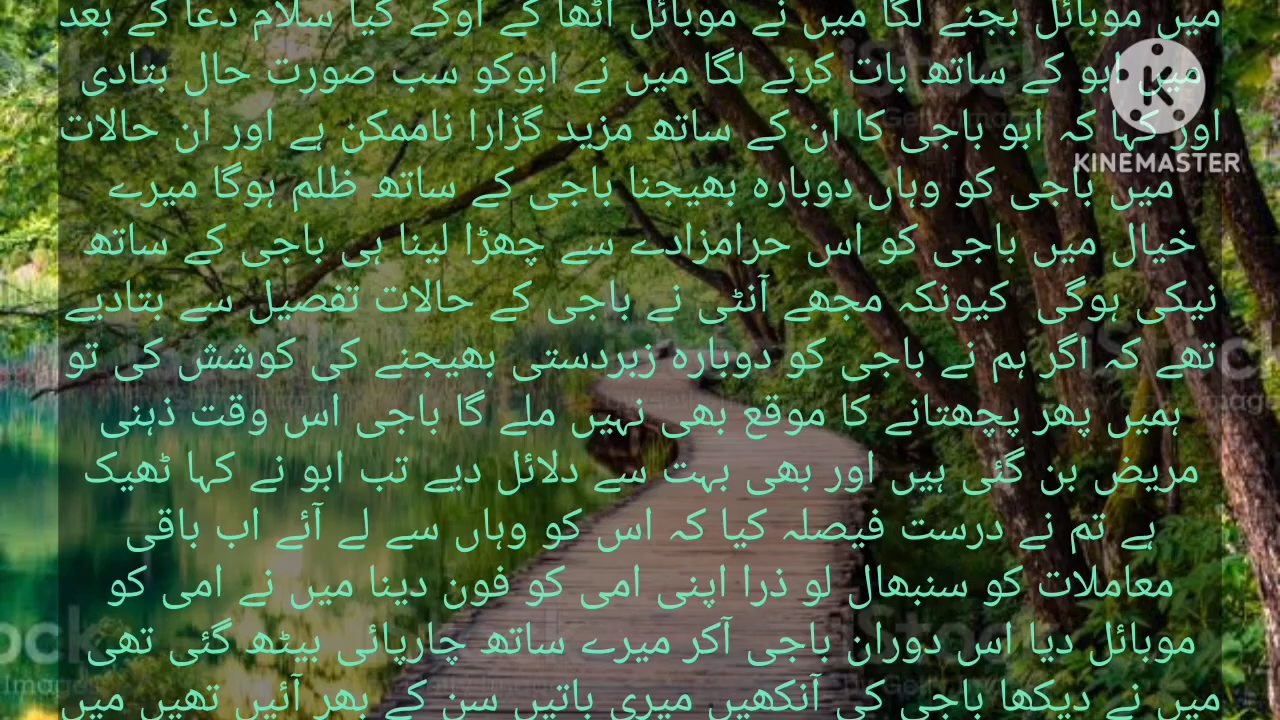 میں موبائل بجنے لگا میں نے موبائل اٹھا کے اوکے کیا سلام دعا کے بعد
میں ابو کے ساتھ بات کرنے لگا میں نے ابوکو سب صورت حال بتادی
اور کہا کہ ابو باجی کا ان کے ساتھ مزید گزارا ناممکن ہے اور ان حالات
میں باجی کو وہاں دوبارہ بھیجنا باجی کے ساتھ ظلم ہوگا میرے
خیال میں باجی کو اس حرامزادے سے چھڑا لینا ہی باجی کے ساتھ
نیکی ہوگی کیونکہ مجھے آنٹی نے باجی کے حالات تفصیل سے بتادیے
تھے کہ اگر ہم نے باجی کو دوبارہ زبردستی بھیجنے کی کوشش کی تو
ہمیں پھر پچھتانے کا موقع بھی نہیں ملے گا باجی اس وقت ذہنی
مریض بن گئی ہیں اور بھی بہت سے دلائل دیے تب ابو نے کہا ٹھیک
ہے تم نے درست فیصلہ کیا کہ اس کو وہاں سے لے آئے اب باقی
معاملات کو سنبھال لو ذرا اپنی امی کو فون دینا میں نے امی کو
موبائل دیا اس دوران باجی آکر میرے ساتھ چارپائی بیٹھ گئی تھی
میں نے دیکھا باجی کی آنکھیں میری باتیں سن کے بھر آئیں تھیں میں
KINEMASTER